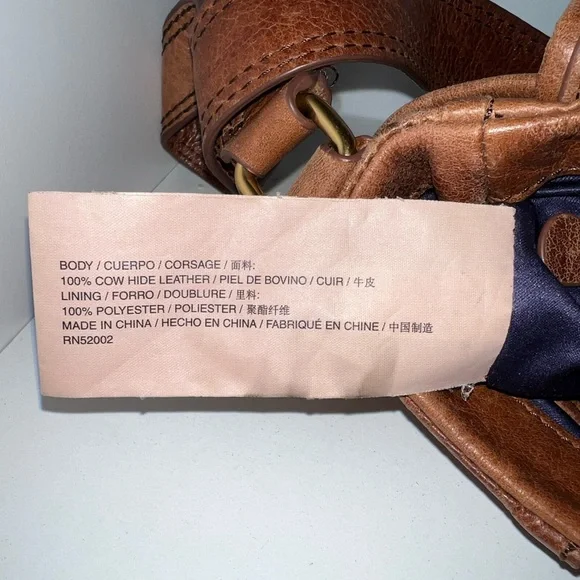 BODY / CUERPO / CORSAGE / 面料:
100% COW HIDE LEATHER / PIEL DE BOVINO / CUIR / 牛皮
LINING / FORRO / DOUBLURE / 里料:
100% POLYESTER / POLIESTER / 聚酯纤维
MADE IN CHINA / HECHO EN CHINA / FABRIQUÉ EN CHINE / 中国制造
RN52002